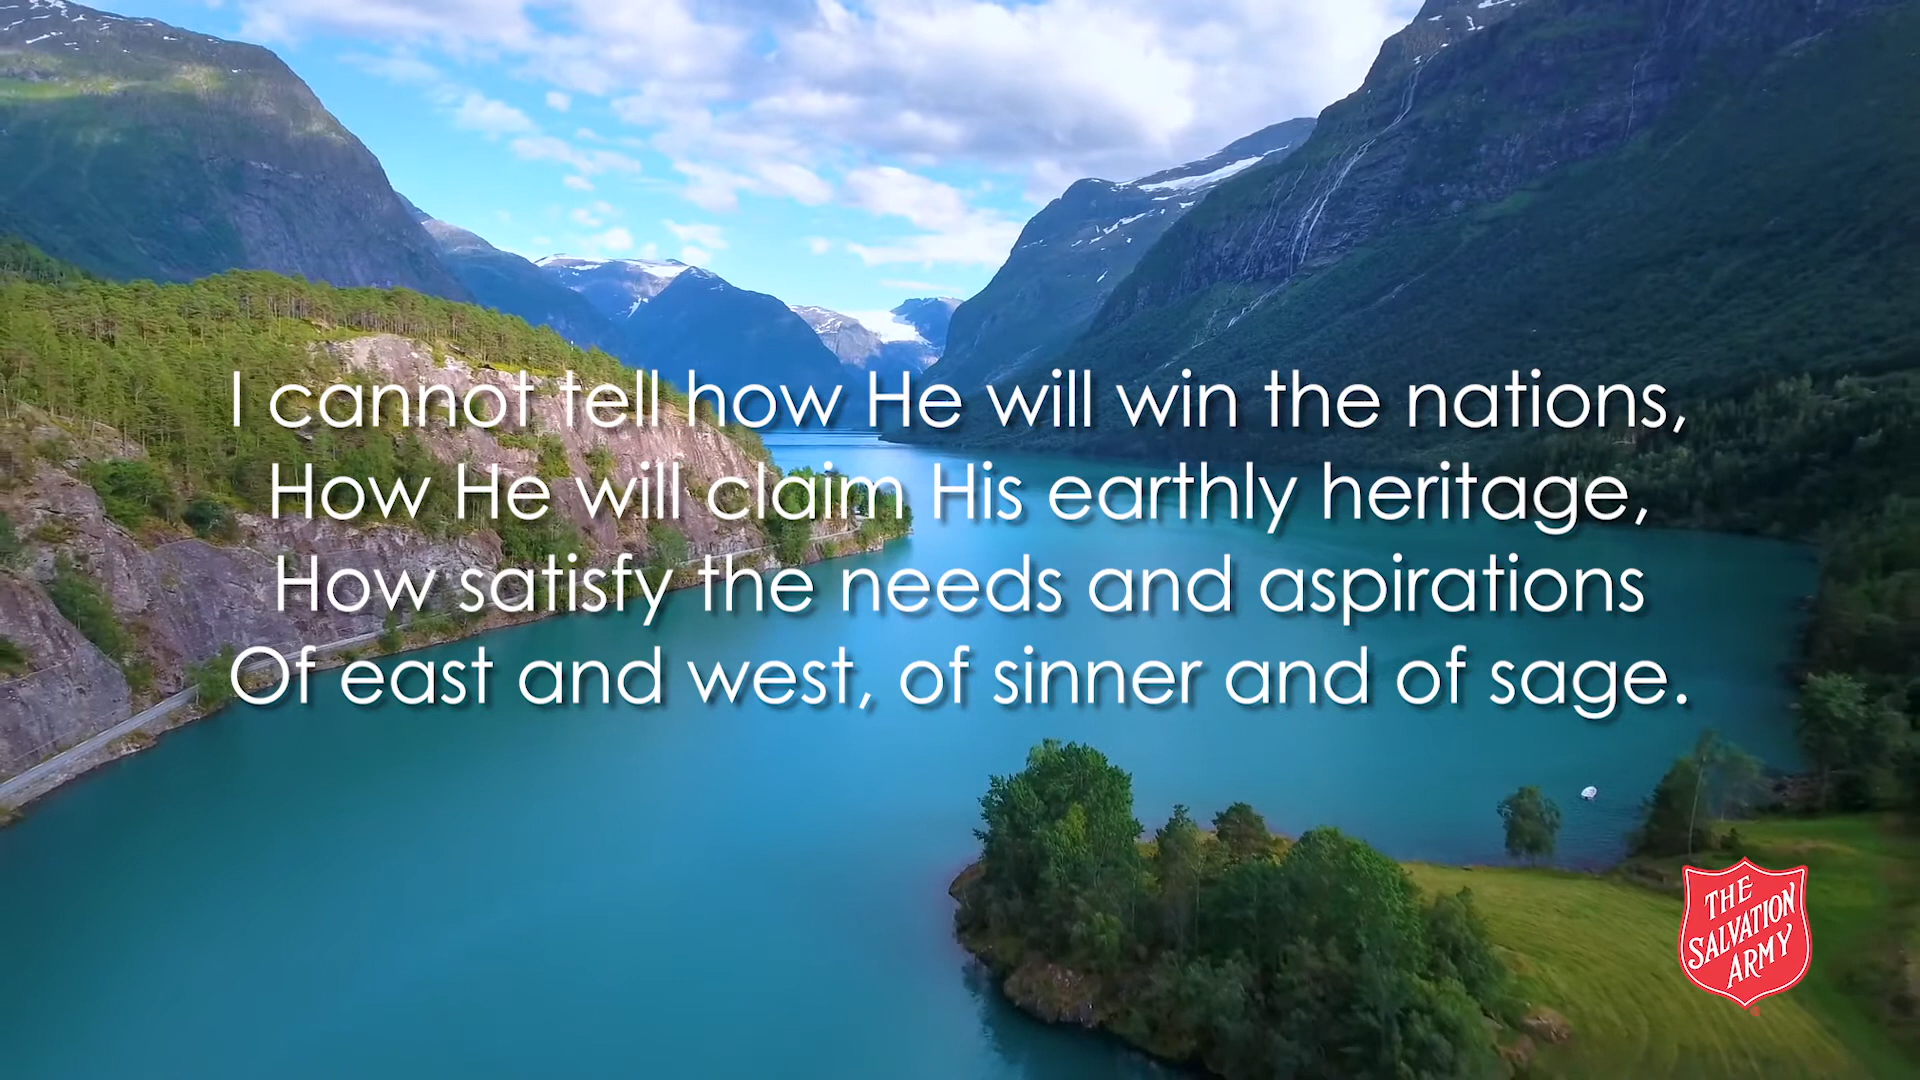 I cannot tell how He will win the nations,
How He will claim His earthly heritage,
How satisfy the needs and aspirations
Of east and west, of sinner and of sage.
THE
SALVATION
ARMY